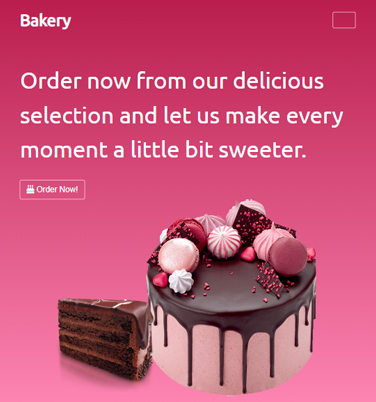 Bakery
Order now from our delicious
selection and let us make every
moment a little bit sweeter.
Order Now!